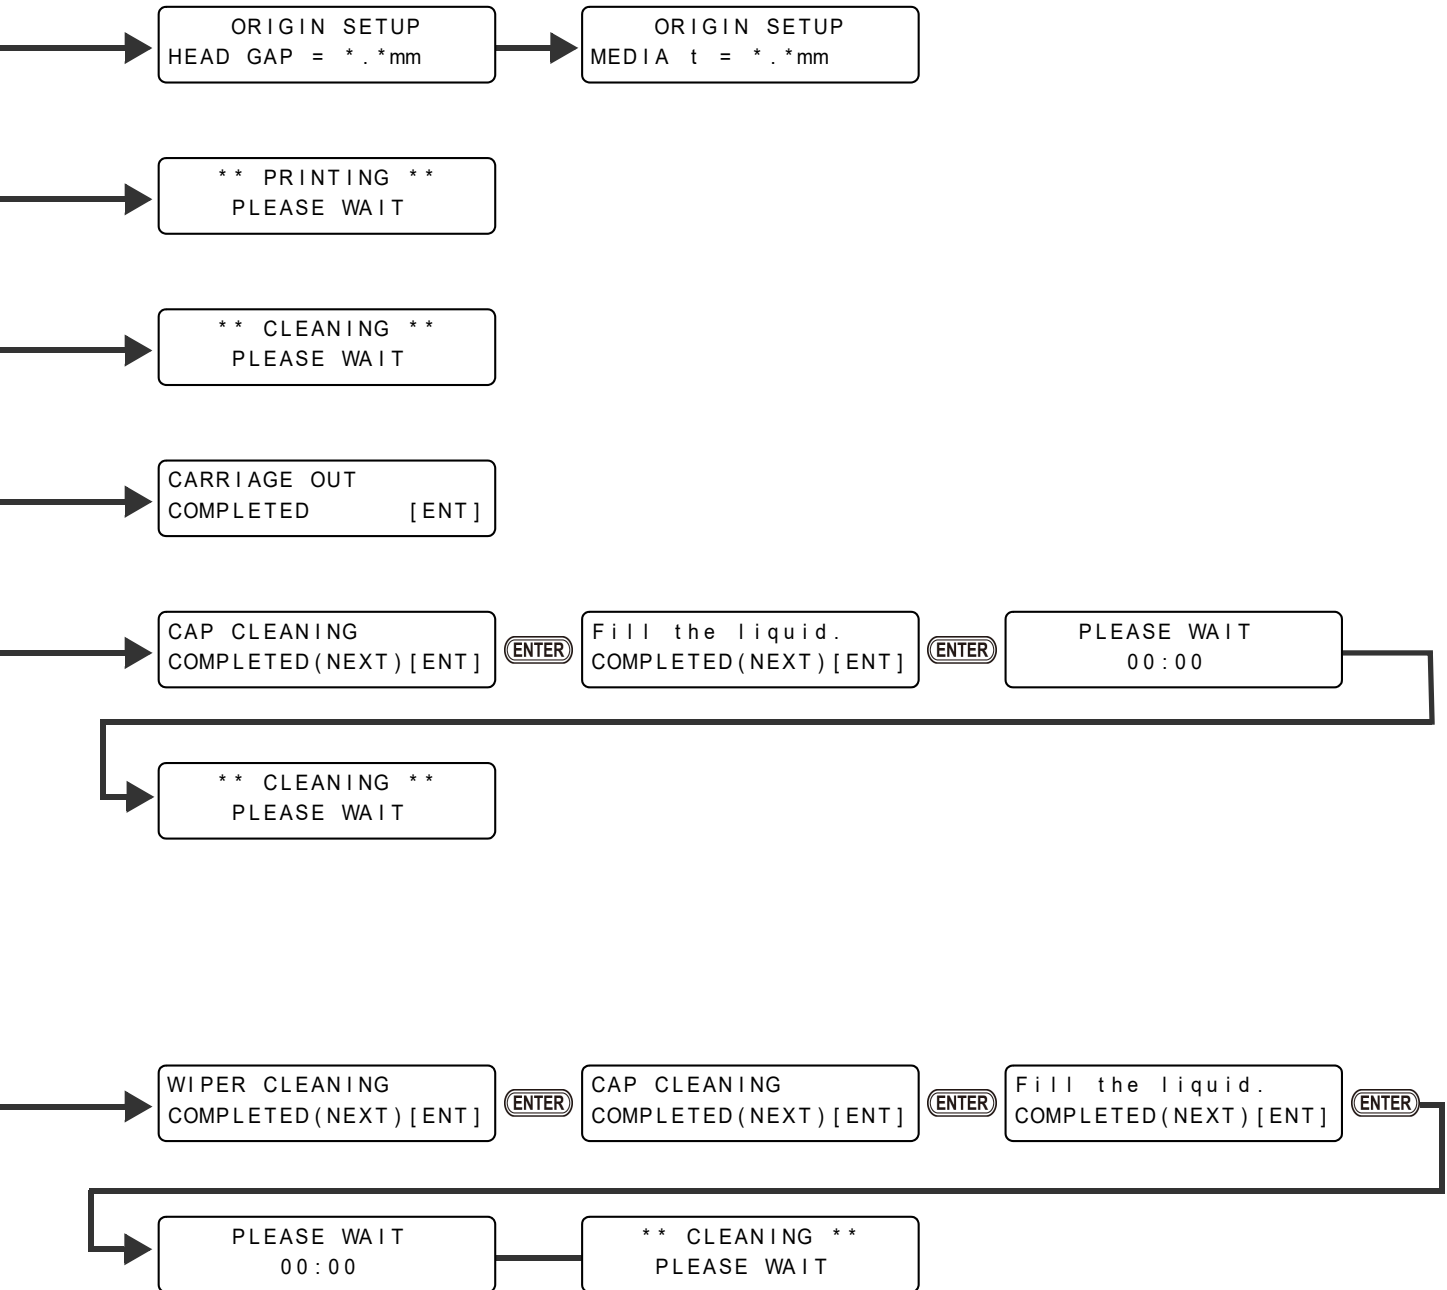 ORIGIN SETUP
HEAD GAP = *.*mm
ORIGIN SETUP
MEDIA t = *.*mm
** PRINTING **
PLEASE WAIT
** CLEANING **
PLEASE WAIT
CARRIAGE OUT
COMPLETED [ENT]
CAP CLEANING
COMPLETED(NEXT)[ENT]
ENTER
Fill the liquid.
COMPLETED(NEXT)[ENT]
ENTER
PLEASE WAIT
00:00
** CLEANING **
PLEASE WAIT
WIPER CLEANING
COMPLETED(NEXT)[ENT]
ENTER
CAP CLEANING
COMPLETED(NEXT)[ENT]
ENTER
Fill the liquid.
COMPLETED(NEXT)[ENT]
ENTER
PLEASE WAIT
00:00
** CLEANING **
PLEASE WAIT